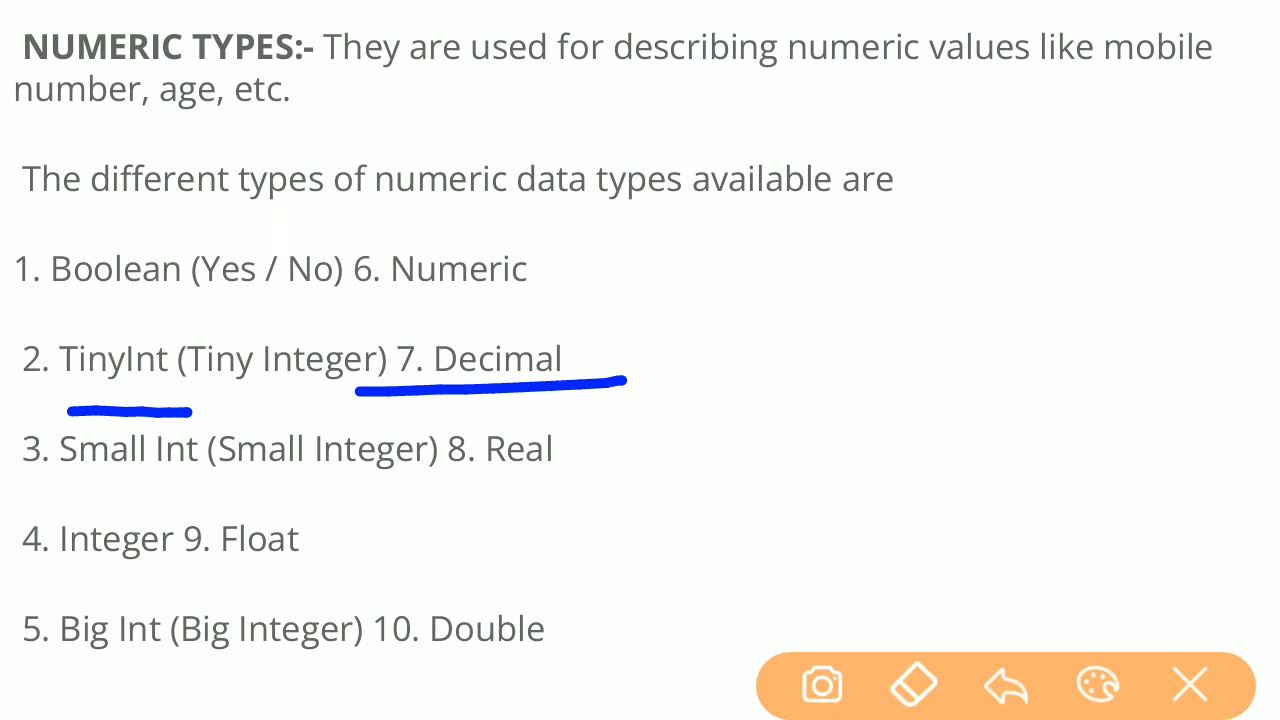 NUMERIC TYPES:- They are used for describing numeric values like mobile
number, age, etc.
The different types of numeric data types available are
1. Boolean (Yes / No) 6. Numeric
2. TinyInt (Tiny Integer) 7. Decimal
3. Small Int (Small Integer) 8. Real
4. Integer 9. Float
5. Big Int (Big Integer) 10. Double